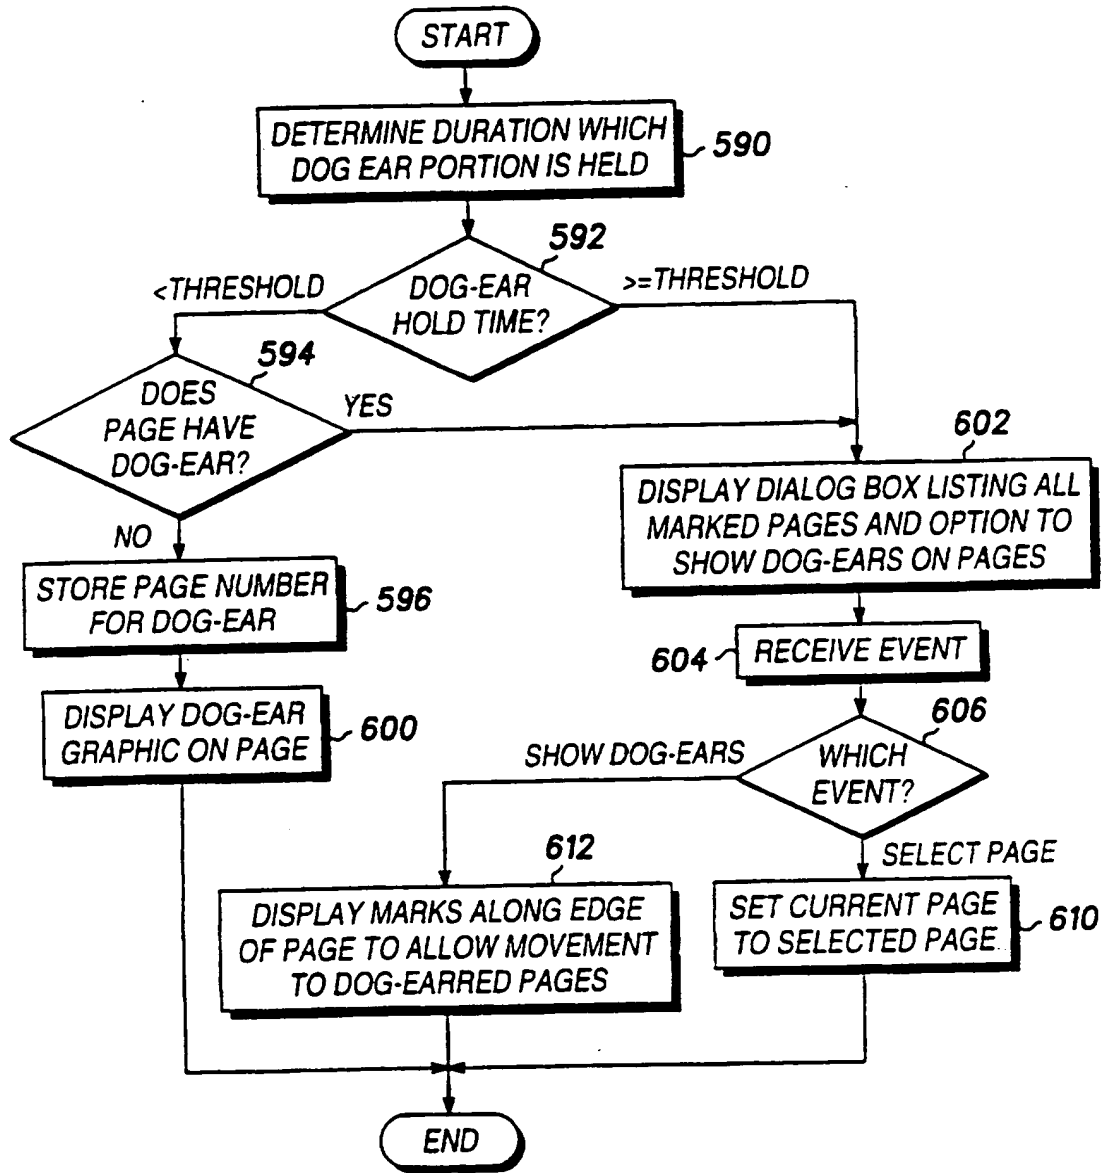 START
DETERMINE DURATION WHICH
DOG EAR PORTION IS HELD
590
592
<THRESHOLD
DOG-EAR
HOLD TIME?
>=THRESHOLD
594
DOES
PAGE HAVE
DOG-EAR?
YES
NO
602
DISPLAY DIALOG BOX LISTING ALL
MARKED PAGES AND OPTION TO
SHOW DOG-EARS ON PAGES
STORE PAGE NUMBER
FOR DOG-EAR
596
604
RECEIVE EVENT
DISPLAY DOG-EAR
GRAPHIC ON PAGE
600
606
SHOW DOG-EARS
WHICH
EVENT?
SELECT PAGE
612
DISPLAY MARKS ALONG EDGE
OF PAGE TO ALLOW MOVEMENT
TO DOG-EARRED PAGES
SET CURRENT PAGE
TO SELECTED PAGE
610
END